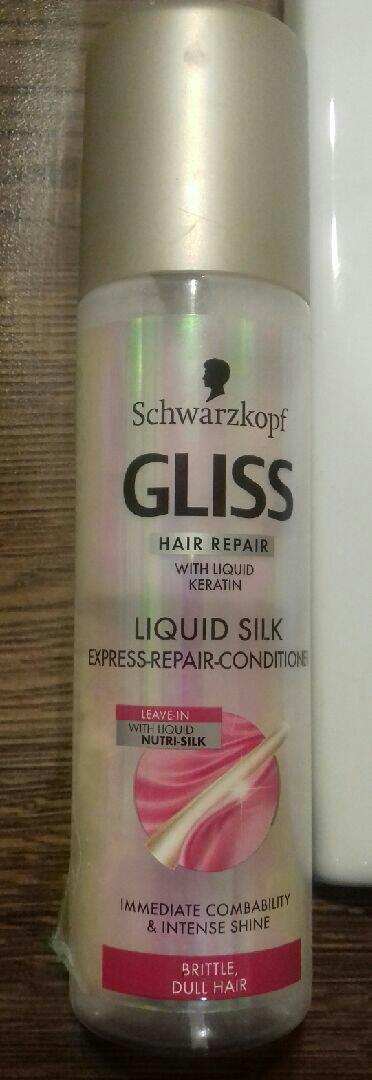 Schwarzkopf
GLISS
HAIR REPAIR
WITH LIQUID
KERATIN
LIQUID SILK
EXPRESS-REPAIR-CONDITIONER
LEAVE-IN
WITH LIQUID
NUTRI-SILK
IMMEDIATE COMBABILITY
& INTENSE SHINE
BRITTLE,
DULL HAIR